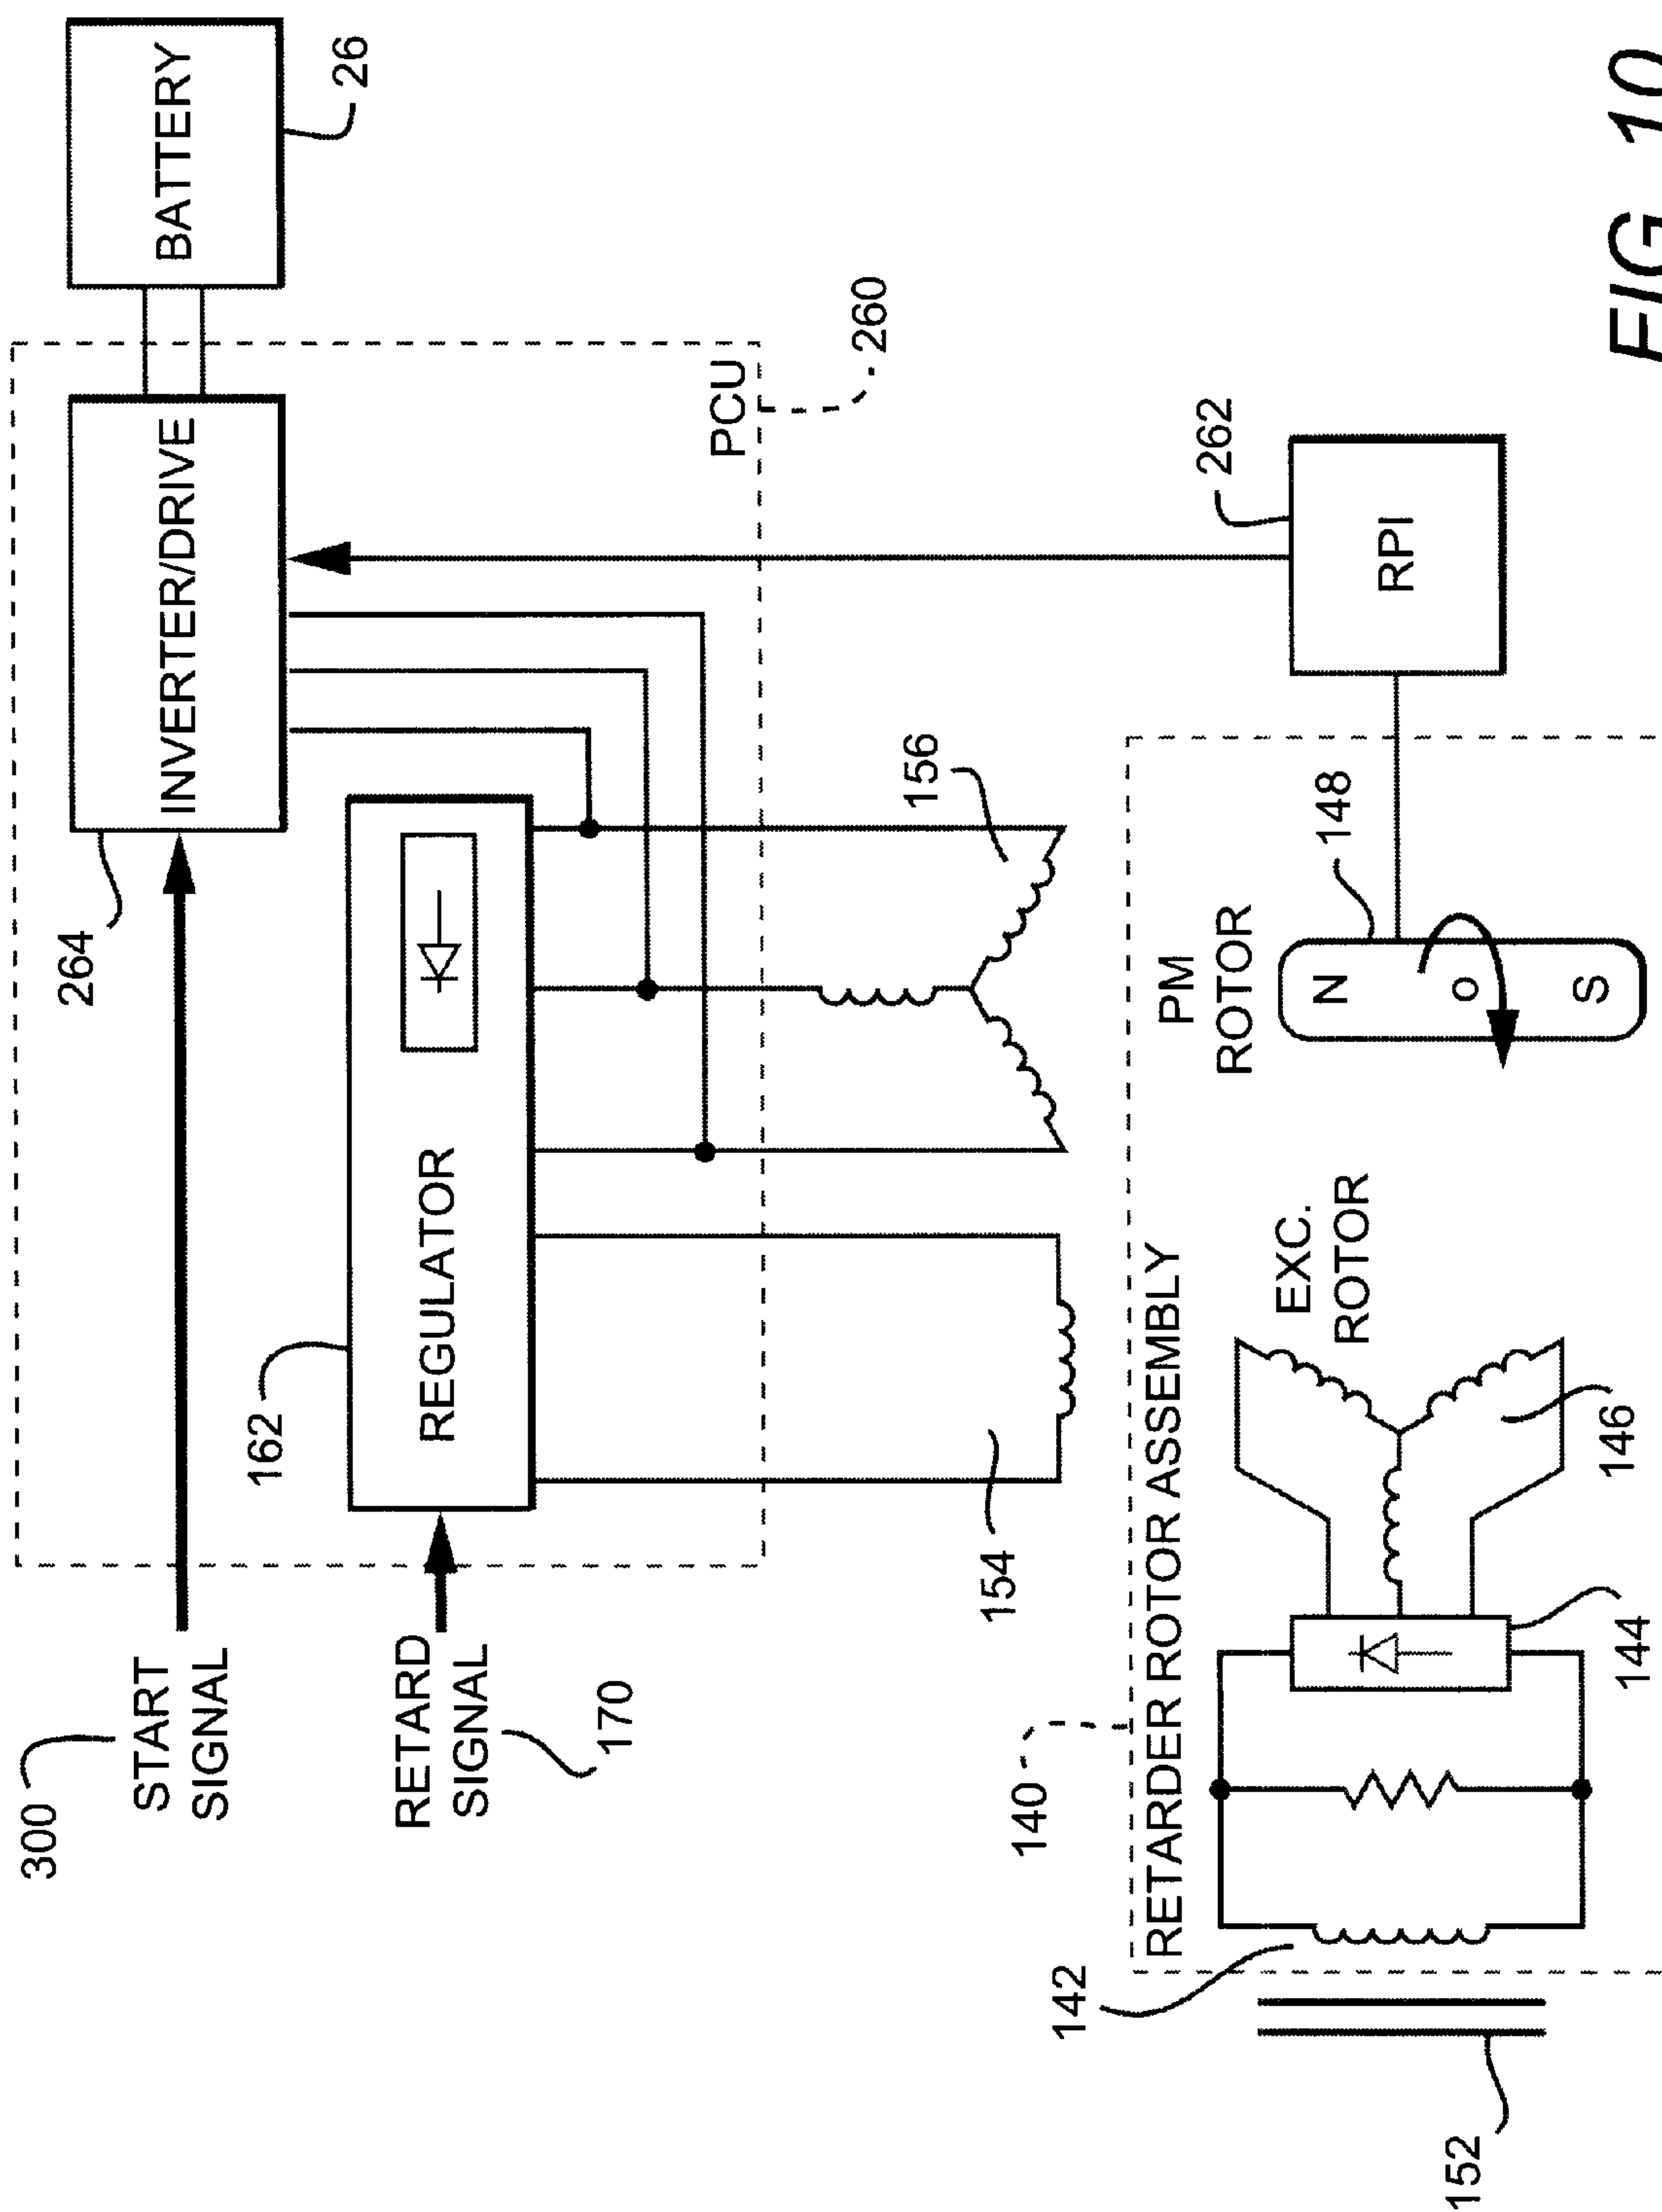 300
START
SIGNAL
264
INVERTER/DRIVE
BATTERY
26
RETARD
SIGNAL
170
162
REGULATOR
PCU
260
154
156
140
RETARDER ROTOR ASSEMBLY
142
152
144
146
EXC.
ROTOR
PM
ROTOR
148
N
o
S
262
RPI
FIG. 10